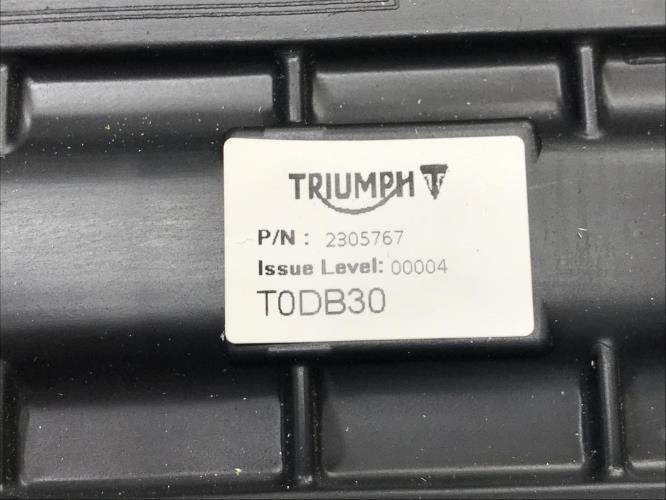 TRIUMPH
P/N : 2305767
Issue Level: 00004
T0DB30